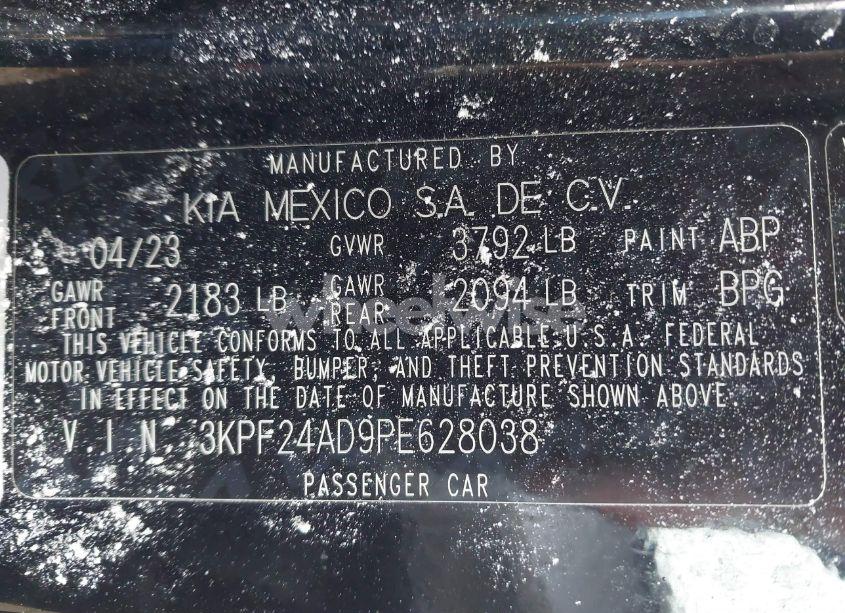 MANUFACTURED BY
KIA MEXICO S.A. DE C.V.
04/23 GVWR 3792 LB PAINT ABP
GAWR FRONT 2183 LB GAWR REAR 2094 LB TRIM BPG
THIS VEHICLE CONFORMS TO ALL APPLICABLE U.S.A. FEDERAL
MOTOR VEHICLE SAFETY, BUMPER, AND THEFT PREVENTION STANDARDS
IN EFFECT ON THE DATE OF MANUFACTURE SHOWN ABOVE.
VIN 3KPF24AD9PE628038
PASSENGER CAR
wheelwise